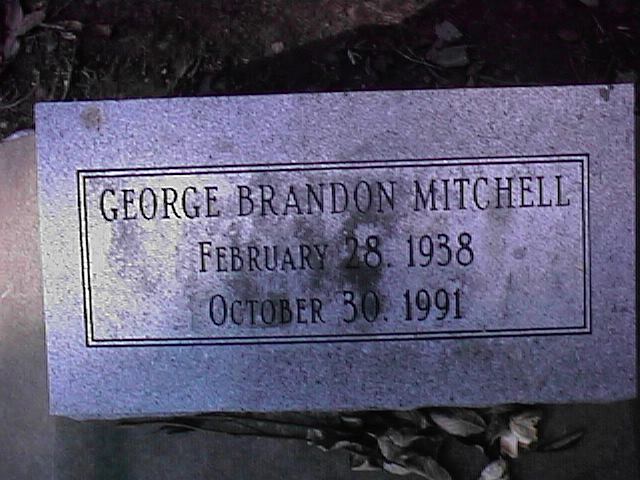 GEORGE BRANDON MITCHELL
FEBRUARY 28. 1938
OCTOBER 30. 1991